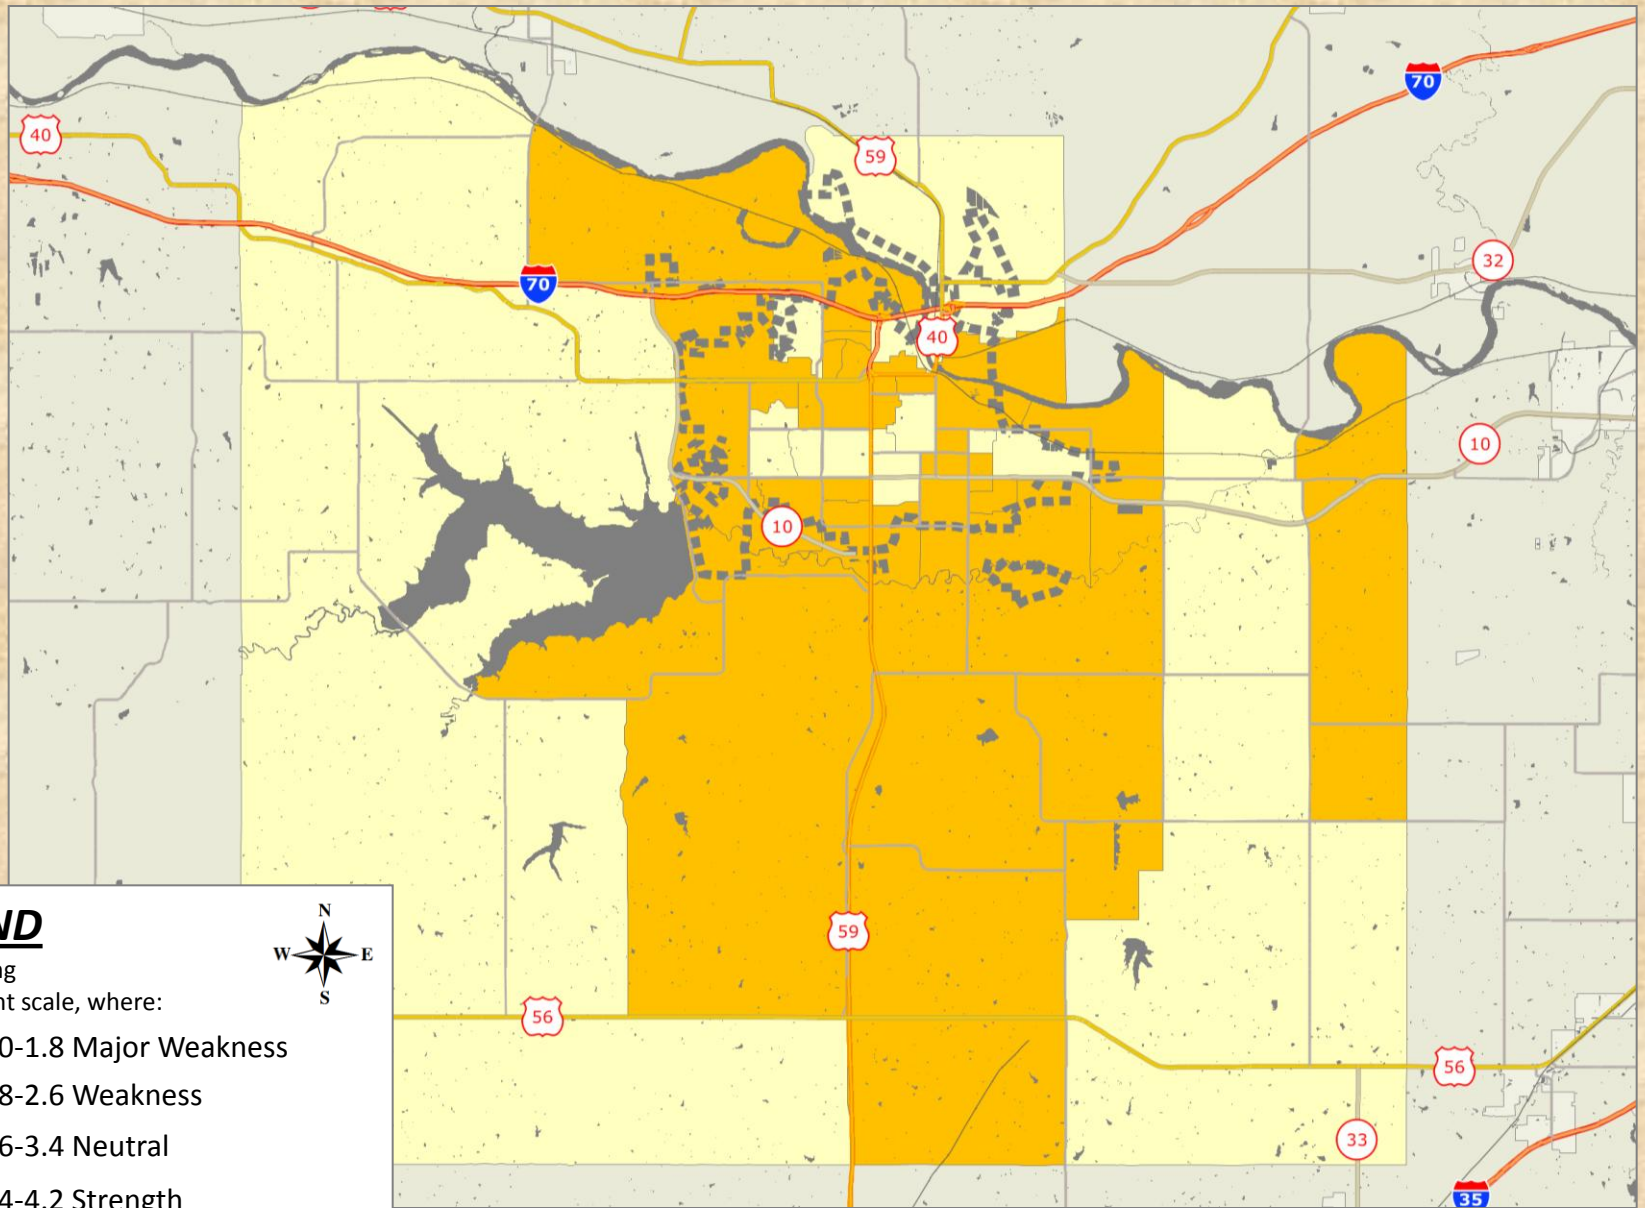 70
40
59
32
70
40
10
10
ND
N
W E
S
ng
nt scale, where:
0-1.8 Major Weakness
8-2.6 Weakness
6-3.4 Neutral
4-4.2 Strength
59
56
56
33
35